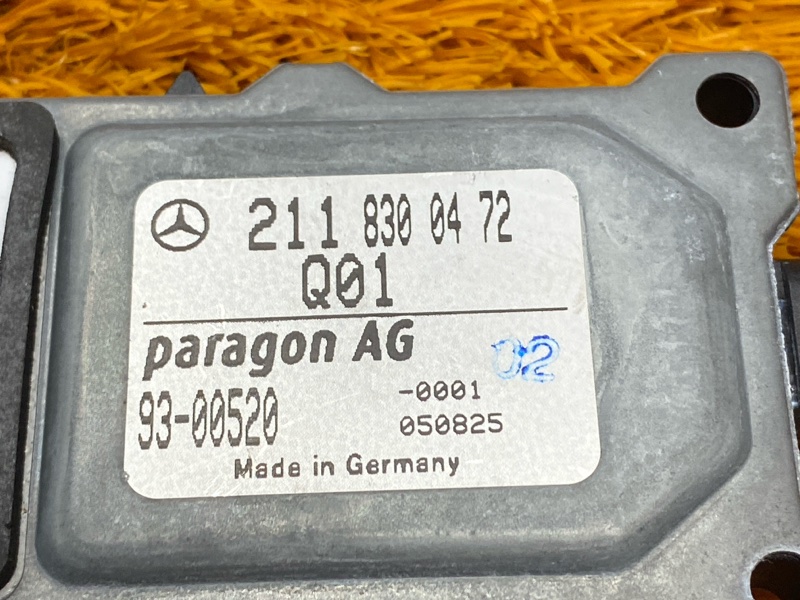 211 830 04 72
Q01
paragon AG
02
93-00520
-0001
050825
Made in Germany